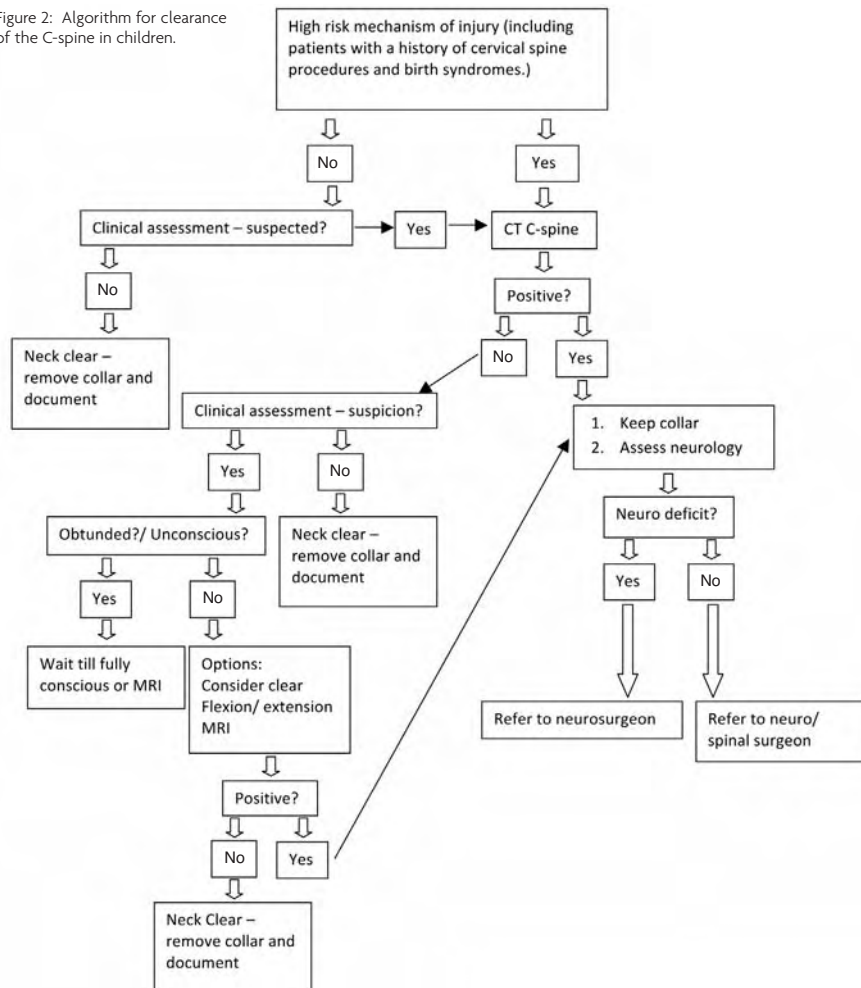 Figure 2: Algorithm for clearance
of the C-spine in children.
High risk mechanism of injury (including
patients with a history of cervical spine
procedures and birth syndromes.)
No
Yes
Clinical assessment – suspected?
Yes
CT C-spine
No
Positive?
Neck clear –
remove collar and
document
No
Yes
Clinical assessment – suspicion?
1. Keep collar
2. Assess neurology
Yes
No
Neuro deficit?
Obtunded?/ Unconscious?
Neck clear –
remove collar and
document
Yes
No
Yes
No
Wait till fully
conscious or MRI
Options:
Consider clear
Flexion/ extension
MRI
Refer to neurosurgeon
Refer to neuro/
spinal surgeon
Positive?
No
Yes
Neck Clear –
remove collar and
document